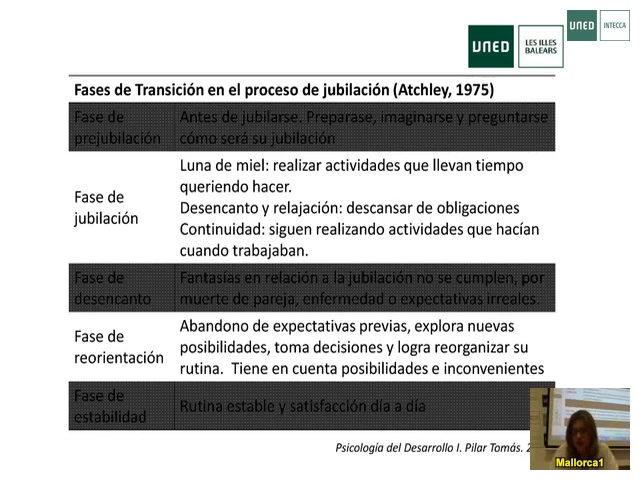 UNED
INTECCA
UNED
LES ILLES
BALEARS
Fases de Transición en el proceso de jubilación (Atchley, 1975)
Fase de
prejubilación
Antes de jubilarse. Preparase, imaginarse y preguntarse
cómo será su jubilación
Fase de
jubilación
Luna de miel: realizar actividades que llevan tiempo
queriendo hacer.
Desencanto y relajación: descansar de obligaciones
Continuidad: siguen realizando actividades que hacían
cuando trabajaban.
Fase de
desencanto
Fantasías en relación a la jubilación no se cumplen, por
muerte de pareja, enfermedad o expectativas irreales.
Fase de
reorientación
Abandono de expectativas previas, explora nuevas
posibilidades, toma decisiones y logra reorganizar su
rutina. Tiene en cuenta posibilidades e inconvenientes
Fase de
estabilidad
Rutina estable y satisfacción día a día
Psicología del Desarrollo I. Pilar Tomás.
Mallorca1